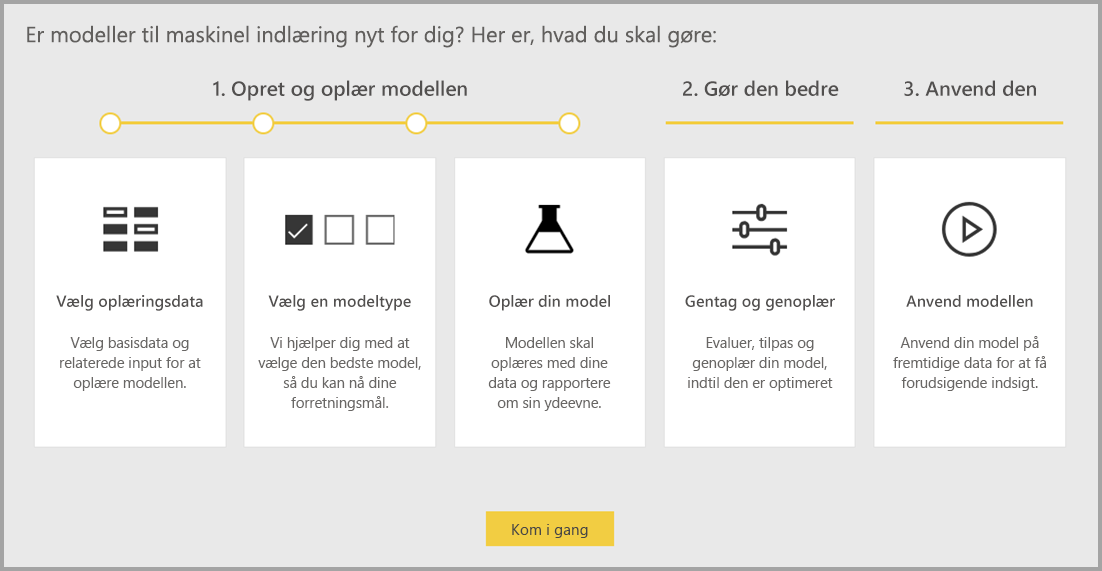 Er modeller til maskinel indlæring nyt for dig? Her er, hvad du skal gøre:
1. Opret og oplær modellen
2. Gør den bedre
3. Anvend den
Vælg oplæringsdata
Vælg basisdata og
relaterede input for at
oplære modellen.
Vælg en modeltype
Vi hjælper dig med at
vælge den bedste model,
så du kan nå dine
forretningsmål.
Oplær din model
Modellen skal
oplæres med dine
data og rapportere
om sin ydeevne.
Gentag og genoplær
Evaluer, tilpas og
genoplær din model,
indtil den er optimeret
Anvend modellen
Anvend din model på
fremtidige data for at få
forudsigende indsigt.
Kom i gang